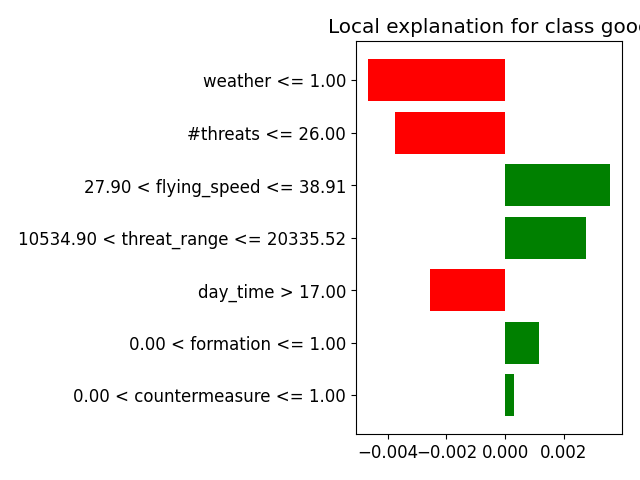 Local explanation for class goo
weather <= 1.00
#threats <= 26.00
27.90 < flying_speed <= 38.91
10534.90 < threat_range <= 20335.52
day_time > 17.00
0.00 < formation <= 1.00
0.00 < countermeasure <= 1.00
−0.004 −0.002 0.000 0.002